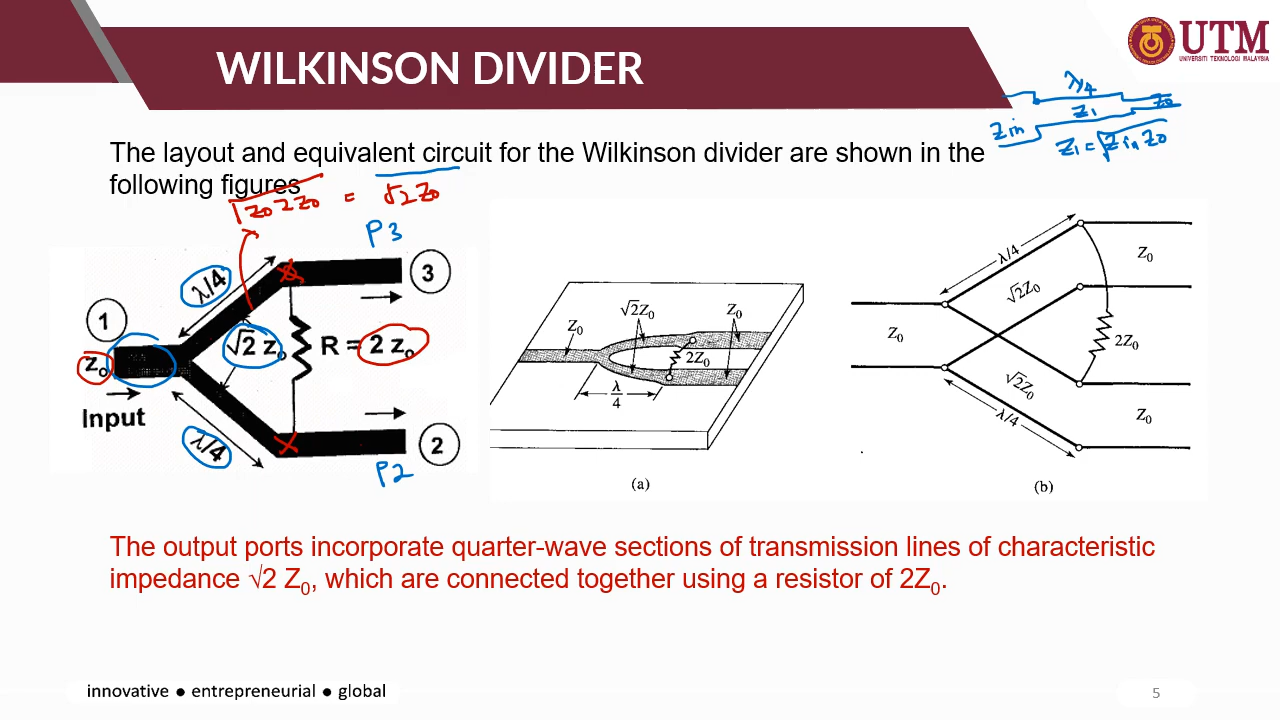 WILKINSON DIVIDER
UTM
UNIVERSITI TEKNOLOGI MALAYSIA
λ/4
Z1
Z0
Zin
Z1 = √Zin Z0
The layout and equivalent circuit for the Wilkinson divider are shown in the
following figures
√Z0 2Z0 = √2 Z0
P3
λ/4
3
1
Z0
√2 Z0
R = 2 Z0
Input
λ/4
2
P2
Z0
√2Z0
Z0
2Z0
λ/4
(a)
λ/4
Z0
√2Z0
Z0
2Z0
√2Z0
λ/4
Z0
(b)
The output ports incorporate quarter-wave sections of transmission lines of characteristic
impedance √2 Z0, which are connected together using a resistor of 2Z0.
innovative ● entrepreneurial ● global
5